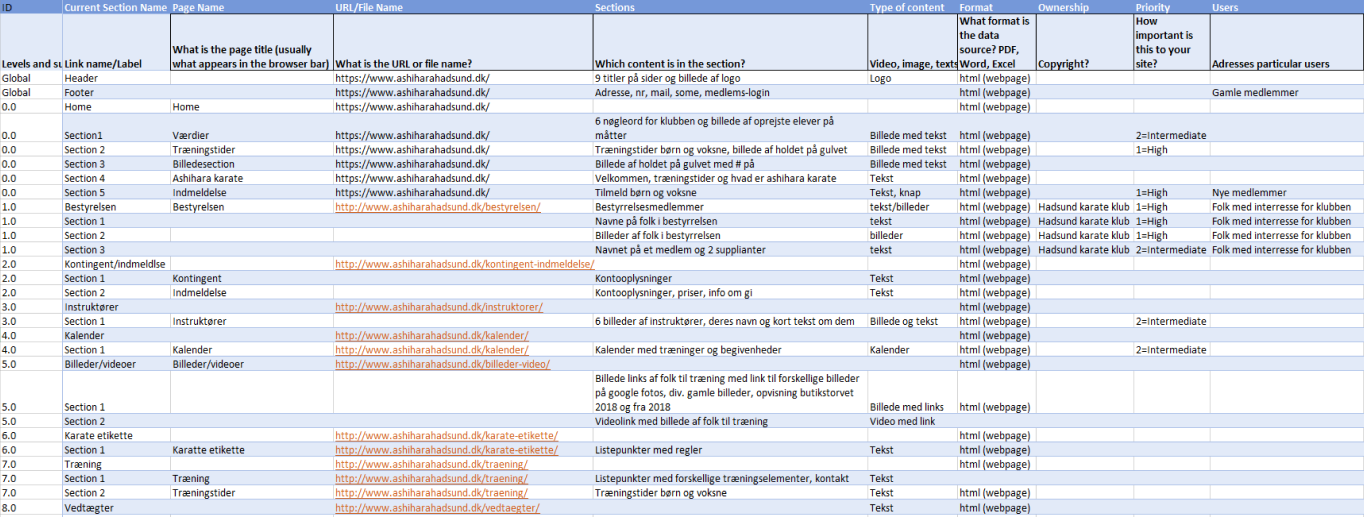 ID Current Section Name Page Name URL/File Name Sections Type of content Format Ownership Priority Users
Levels and su Link name/Label What is the page title (usually what appears in the browser bar) What is the URL or file name? Which content is in the section? Video, image, texts What format is the data source? PDF, Word, Excel Copyright? How important is this to your site? Adresses particular users
Global Header https://www.ashiharahadsund.dk/ 9 titler på sider og billede af logo Logo html (webpage)
Global Footer https://www.ashiharahadsund.dk/ Adresse, nr, mail, some, medlems-login html (webpage) Gamle medlemmer
0.0 Home Home https://www.ashiharahadsund.dk/ html (webpage)
0.0 Section1 Værdier https://www.ashiharahadsund.dk/ 6 nøgleord for klubben og billede af oprejste elever på måtter Billede med tekst html (webpage) 2=Intermediate
0.0 Section 2 Træningstider https://www.ashiharahadsund.dk/ Træningstider børn og voksne, billede af holdet på gulvet Billede med tekst html (webpage) 1=High
0.0 Section 3 Billedesection https://www.ashiharahadsund.dk/ Billede af holdet på gulvet med # på Billede med tekst html (webpage)
0.0 Section 4 Ashihara karate https://www.ashiharahadsund.dk/ Velkommen, træningstider og hvad er ashihara karate Tekst html (webpage)
0.0 Section 5 Indmeldelse https://www.ashiharahadsund.dk/ Tilmeld børn og voksne Tekst, knap html (webpage) 1=High Nye medlemmer
1.0 Bestyrelsen Bestyrelsen http://www.ashiharahadsund.dk/bestyrelsen/ Bestyrrelsesmedlemmer tekst/billeder html (webpage) Hadsund karate klub 1=High Folk med interresse for klubben
1.0 Section 1 Navne på folk i bestyrrelsen tekst html (webpage) Hadsund karate klub 1=High Folk med interresse for klubben
1.0 Section 2 Billeder af folk i bestyrrelsen billeder html (webpage) Hadsund karate klub 1=High Folk med interresse for klubben
1.0 Section 3 Navnet på et medlem og 2 supplianter tekst html (webpage) Hadsund karate klub 2=Intermediate Folk med interresse for klubben
2.0 Kontingent/indmeldlse http://www.ashiharahadsund.dk/kontingent-indmeldelse/ html (webpage)
2.0 Section 1 Kontingent Kontooplysninger Tekst html (webpage)
2.0 Section 2 Indmeldelse Kontooplysninger, priser, info om gi Tekst html (webpage)
3.0 Instruktører http://www.ashiharahadsund.dk/instruktorer/ html (webpage)
3.0 Section 1 Instruktører 6 billeder af instruktører, deres navn og kort tekst om dem Billede og tekst html (webpage) 2=Intermediate
4.0 Kalender http://www.ashiharahadsund.dk/kalender/ html (webpage)
4.0 Section 1 Kalender http://www.ashiharahadsund.dk/kalender/ Kalender med træninger og begivenheder Kalender html (webpage) 2=Intermediate
5.0 Billeder/videoer Billeder/videoer http://www.ashiharahadsund.dk/billeder-video/ html (webpage)
5.0 Section 1 Billede links af folk til træning med link til forskellige billeder på google fotos, div. gamle billeder, opvisning butikstorvet 2018 og fra 2018 Billede med links html (webpage)
5.0 Section 2 Videolink med billede af folk til træning Video med link
6.0 Karate etikette http://www.ashiharahadsund.dk/karate-etikette/ html (webpage)
6.0 Section 1 Karatte etikette http://www.ashiharahadsund.dk/karate-etikette/ Listepunkter med regler Tekst html (webpage)
7.0 Træning http://www.ashiharahadsund.dk/traening/ html (webpage)
7.0 Section 1 Træning http://www.ashiharahadsund.dk/traening/ Listepunkter med forskellige træningselementer, kontakt Tekst
7.0 Section 2 Træningstider http://www.ashiharahadsund.dk/traening/ Træningstider børn og voksne Tekst html (webpage)
8.0 Vedtægter http://www.ashiharahadsund.dk/vedtaegter/ Tekst html (webpage)